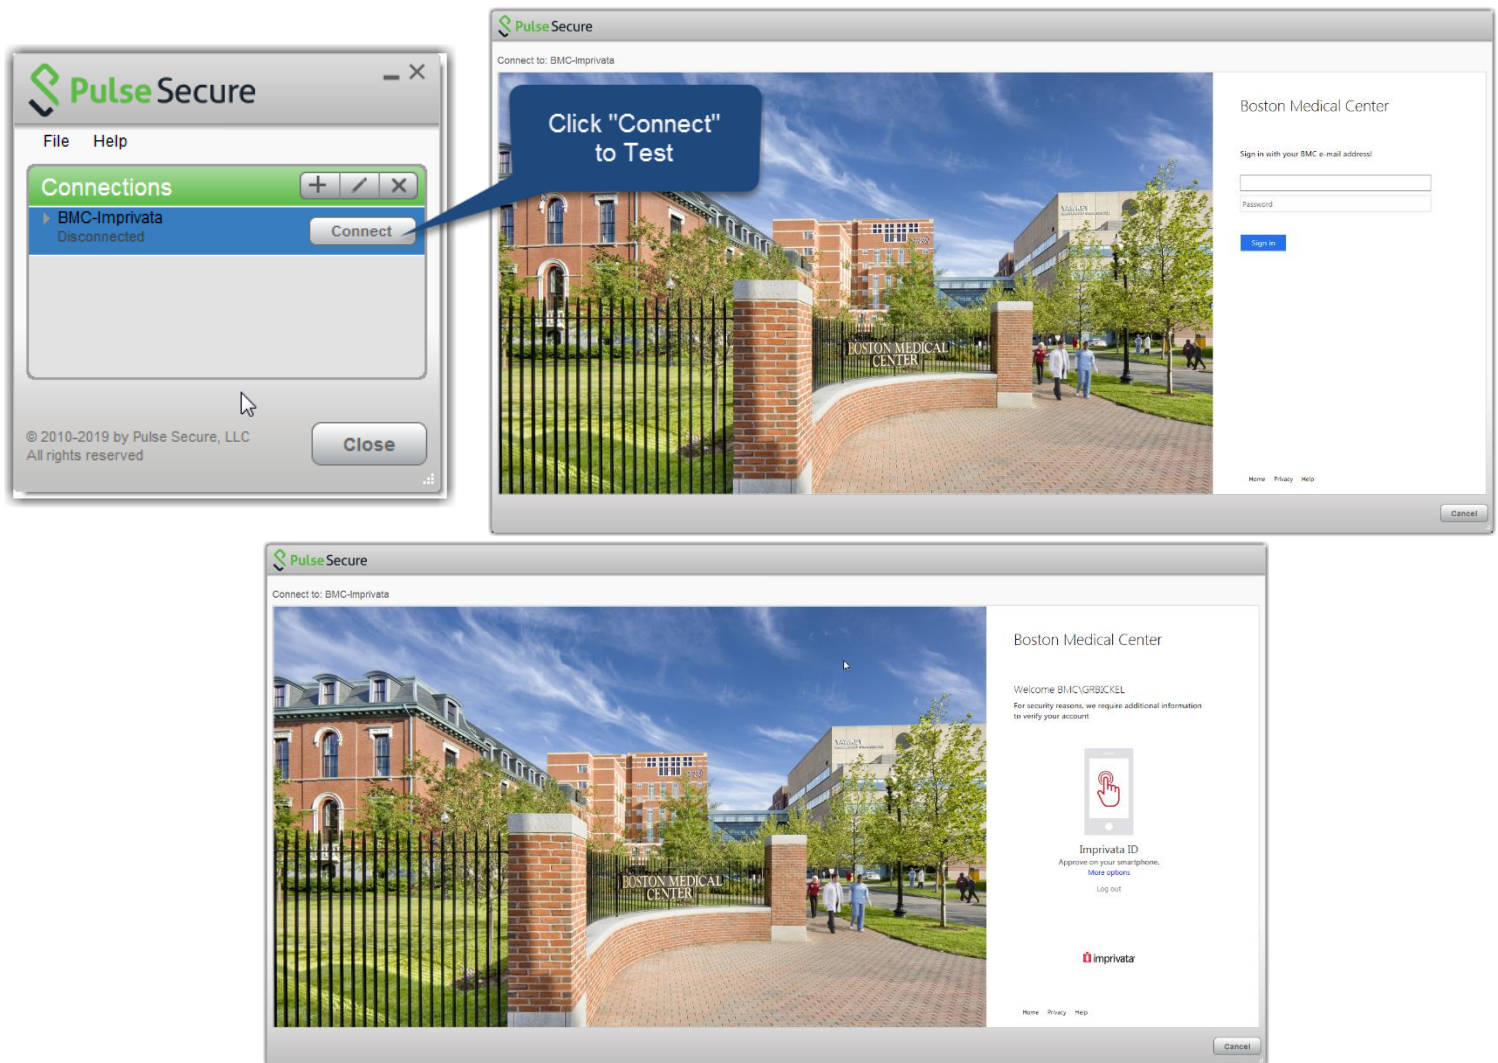 Pulse Secure
File Help
Connections
BMC-Imprivata
Disconnected
Connect
© 2010-2019 by Pulse Secure, LLC
All rights reserved
Close
Click "Connect"
to Test
Pulse Secure
Connect to: BMC-Imprivata
YAWKEY
BOSTON MEDICAL
CENTER
Boston Medical Center
Sign in with your BMC e-mail address!
Password
Sign in
Home Privacy Help
Cancel
Pulse Secure
Connect to: BMC-Imprivata
YAWKEY
BOSTON MEDICAL
CENTER
Boston Medical Center
Welcome BMC\GRBICKEL
For security reasons, we require additional information
to verify your account
Imprivata ID
Approve on your smartphone.
More options
Log out
imprivata
Home Privacy Help
Cancel